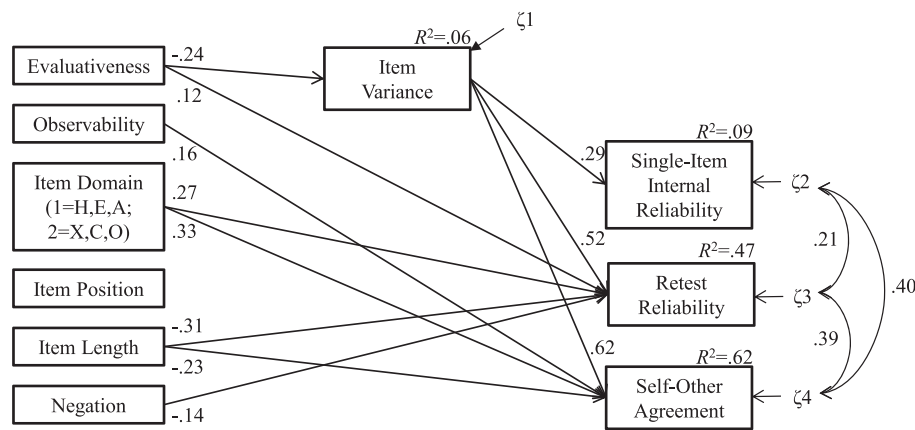 ζ1
R²=.06
-.24
Evaluativeness
Item
Variance
.12
Observability
R²=.09
.16
.29
Single-Item
Internal
Reliability
ζ2
Item Domain
(1=H,E,A;
2=X,C,O)
.27
.33
.52
.21
R²=.47
Item Position
Retest
Reliability
ζ3
.40
-.31
Item Length
-.23
.62
.39
R²=.62
Negation
-.14
Self-Other
Agreement
ζ4